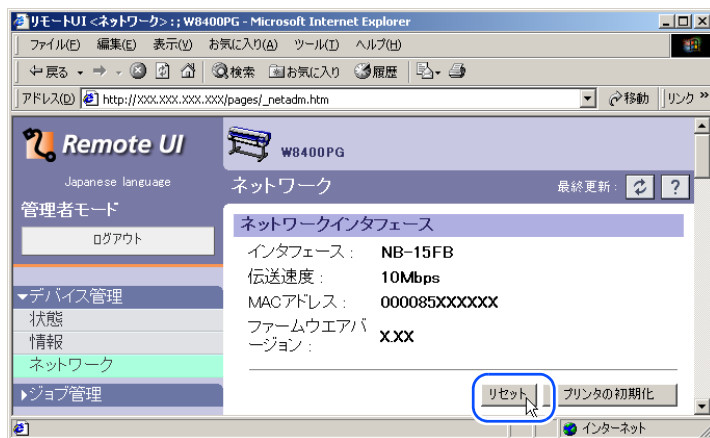 リモートUI <ネットワーク> : ; W8400PG - Microsoft Internet Explorer
ファイル(F) 編集(E) 表示(V) お気に入り(A) ツール(T) ヘルプ(H)
戻る 検索 お気に入り 履歴
アドレス(D) http://XXX.XXX.XXX.XXX/pages/_netadm.htm 移動 リンク »
Remote UI
Japanese language
管理者モード
ログアウト
▼デバイス管理
状態
情報
ネットワーク
▶ジョブ管理
W8400PG
ネットワーク 最終更新: ?
ネットワークインタフェース
インタフェース: NB-15FB
伝送速度: 10Mbps
MACアドレス: 000085XXXXXX
ファームウエアバ
ージョン: X.XX
リセット プリンタの初期化
インターネット